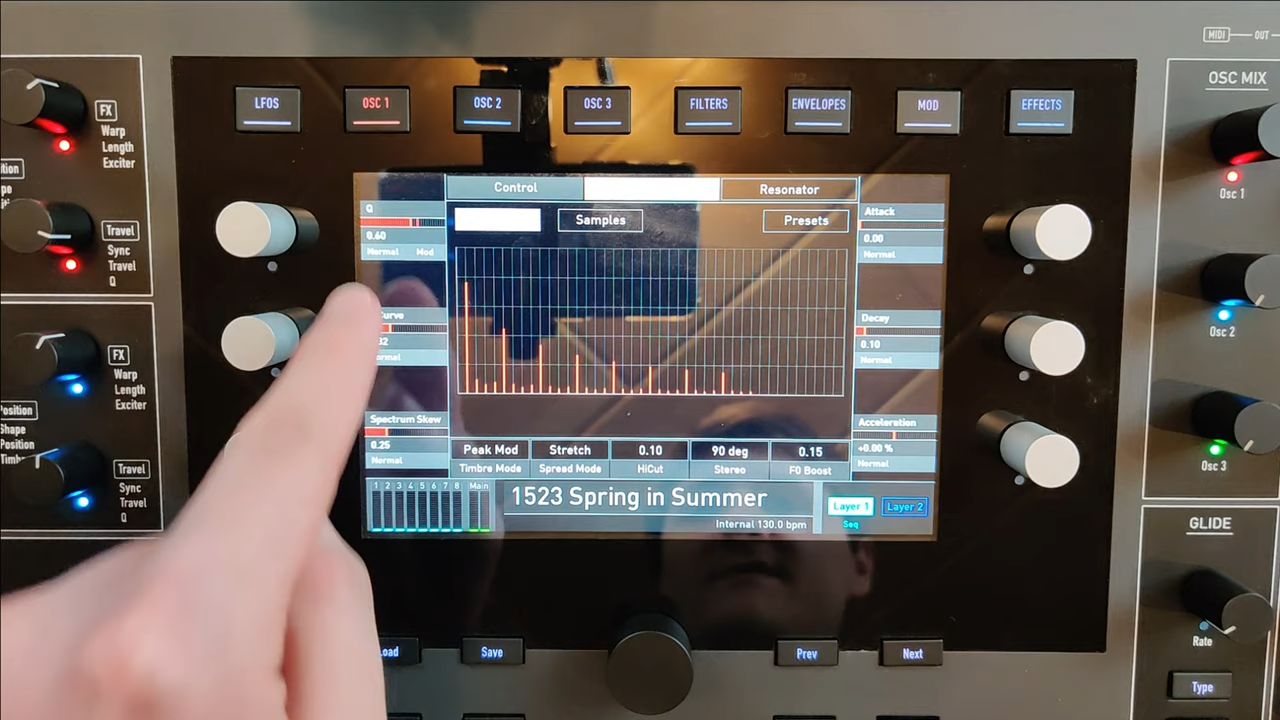 MIDI OUT
LFOS OSC 1 OSC 2 OSC 3 FILTERS ENVELOPES MOD EFFECTS
OSC MIX
FX
Warp
Length
Exciter
Travel
Sync
Travel
Q
Osc 1
Control Resonator
Samples Presets
Q
0.60
Normal Mod
Attack
0.00
Normal
Curve
Decay
0.10
Normal
FX
Warp
Length
Exciter
Osc 2
Position
Shape
Position
Travel
Sync
Travel
Q
Spectrum Skew
0.25
Normal
Acceleration
+0.00 %
Normal
Osc 3
Peak Mod Stretch 0.10 90 deg 0.15
Timbre Mode Spread Mode HiCut Stereo F0 Boost
1 2 3 4 5 6 7 8 Main
1523 Spring in Summer
Internal 130.0 bpm
Layer 1 Layer 2
Seq
GLIDE
Rate
Save Prev Next
Type